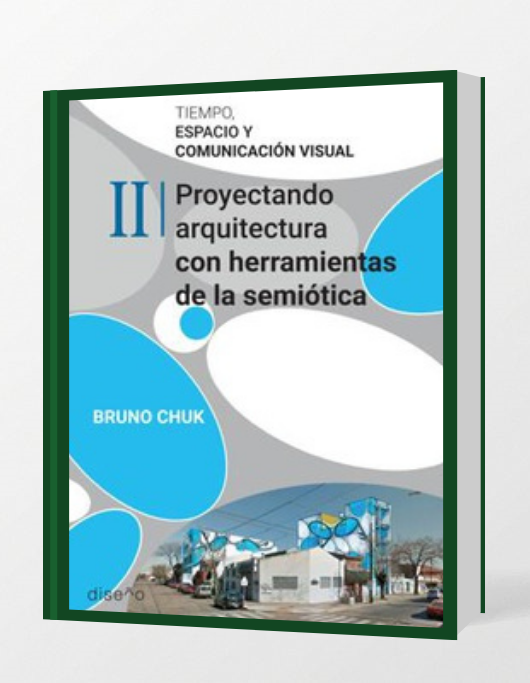 TIEMPO,
ESPACIO Y
COMUNICACIÓN VISUAL
II
Proyectando
arquitectura
con herramientas
de la semiótica
BRUNO CHUK
diseño